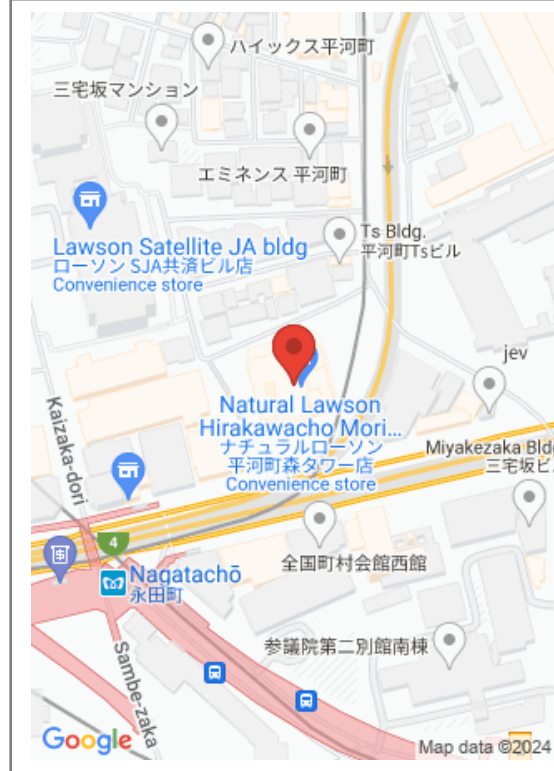 ハイックス平河町
三宅坂マンション
エミネンス 平河町
Ts Bldg.
平河町Tsビル
Lawson Satellite JA bldg
ローソン SJA共済ビル店
Convenience store
jev
Natural Lawson
Hirakawacho Mori...
ナチュラルローソン
平河町森タワー店
Convenience store
Kaizaka-dori
Miyakezaka Bld
三宅坂ビ
4
全国町村会館西館
Nagatachō
永田町
参議院第二別館南棟
Sambe-zaka
Google
Map data ©2024